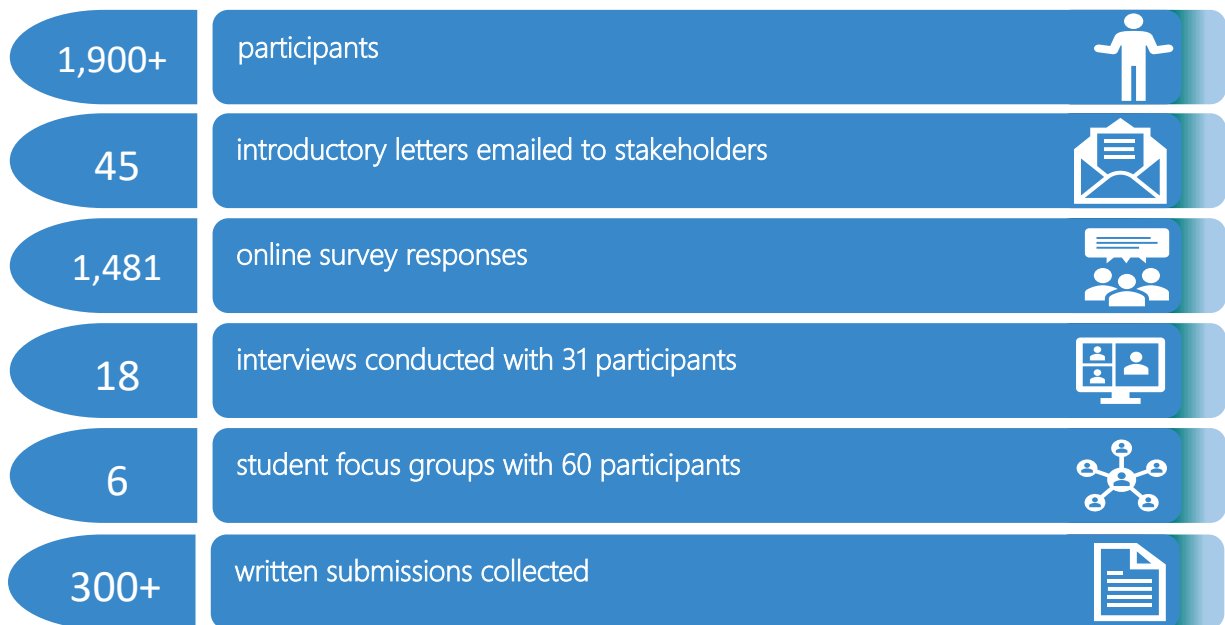 1,900+ participants
45 introductory letters emailed to stakeholders
1,481 online survey responses
18 interviews conducted with 31 participants
6 student focus groups with 60 participants
300+ written submissions collected